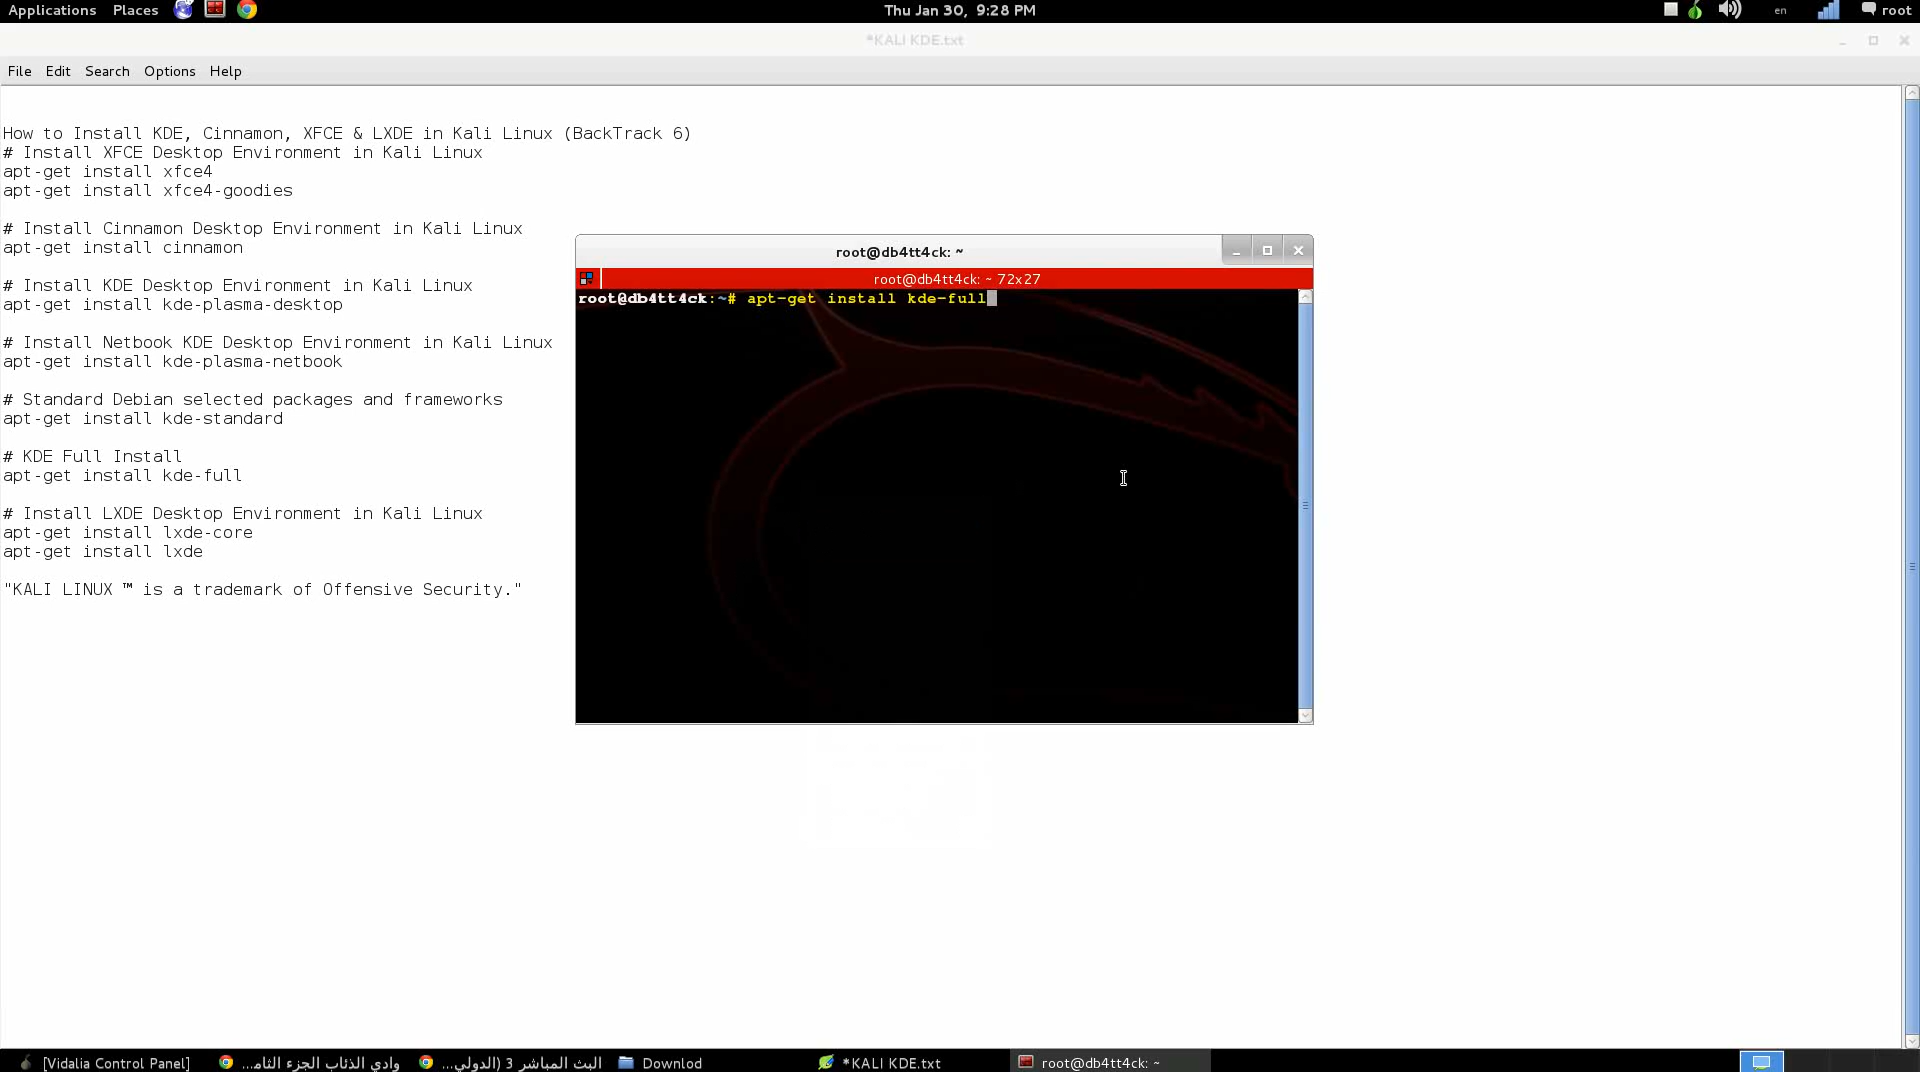 Applications Places Thu Jan 30, 9:28 PM en root
*KALI KDE.txt
File Edit Search Options Help
How to Install KDE, Cinnamon, XFCE & LXDE in Kali Linux (BackTrack 6)
# Install XFCE Desktop Environment in Kali Linux
apt-get install xfce4
apt-get install xfce4-goodies
# Install Cinnamon Desktop Environment in Kali Linux
apt-get install cinnamon
# Install KDE Desktop Environment in Kali Linux
apt-get install kde-plasma-desktop
# Install Netbook KDE Desktop Environment in Kali Linux
apt-get install kde-plasma-netbook
# Standard Debian selected packages and frameworks
apt-get install kde-standard
# KDE Full Install
apt-get install kde-full
# Install LXDE Desktop Environment in Kali Linux
apt-get install lxde-core
apt-get install lxde
"KALI LINUX ™ is a trademark of Offensive Security."
root@db4tt4ck: ~
root@db4tt4ck: ~ 72x27
root@db4tt4ck:~# apt-get install kde-full
[Vidalia Control Panel] وادي الذئاب الجزء الثامـ... البث المباشر 3 (الدولي... Downlod *KALI KDE.txt root@db4tt4ck: ~